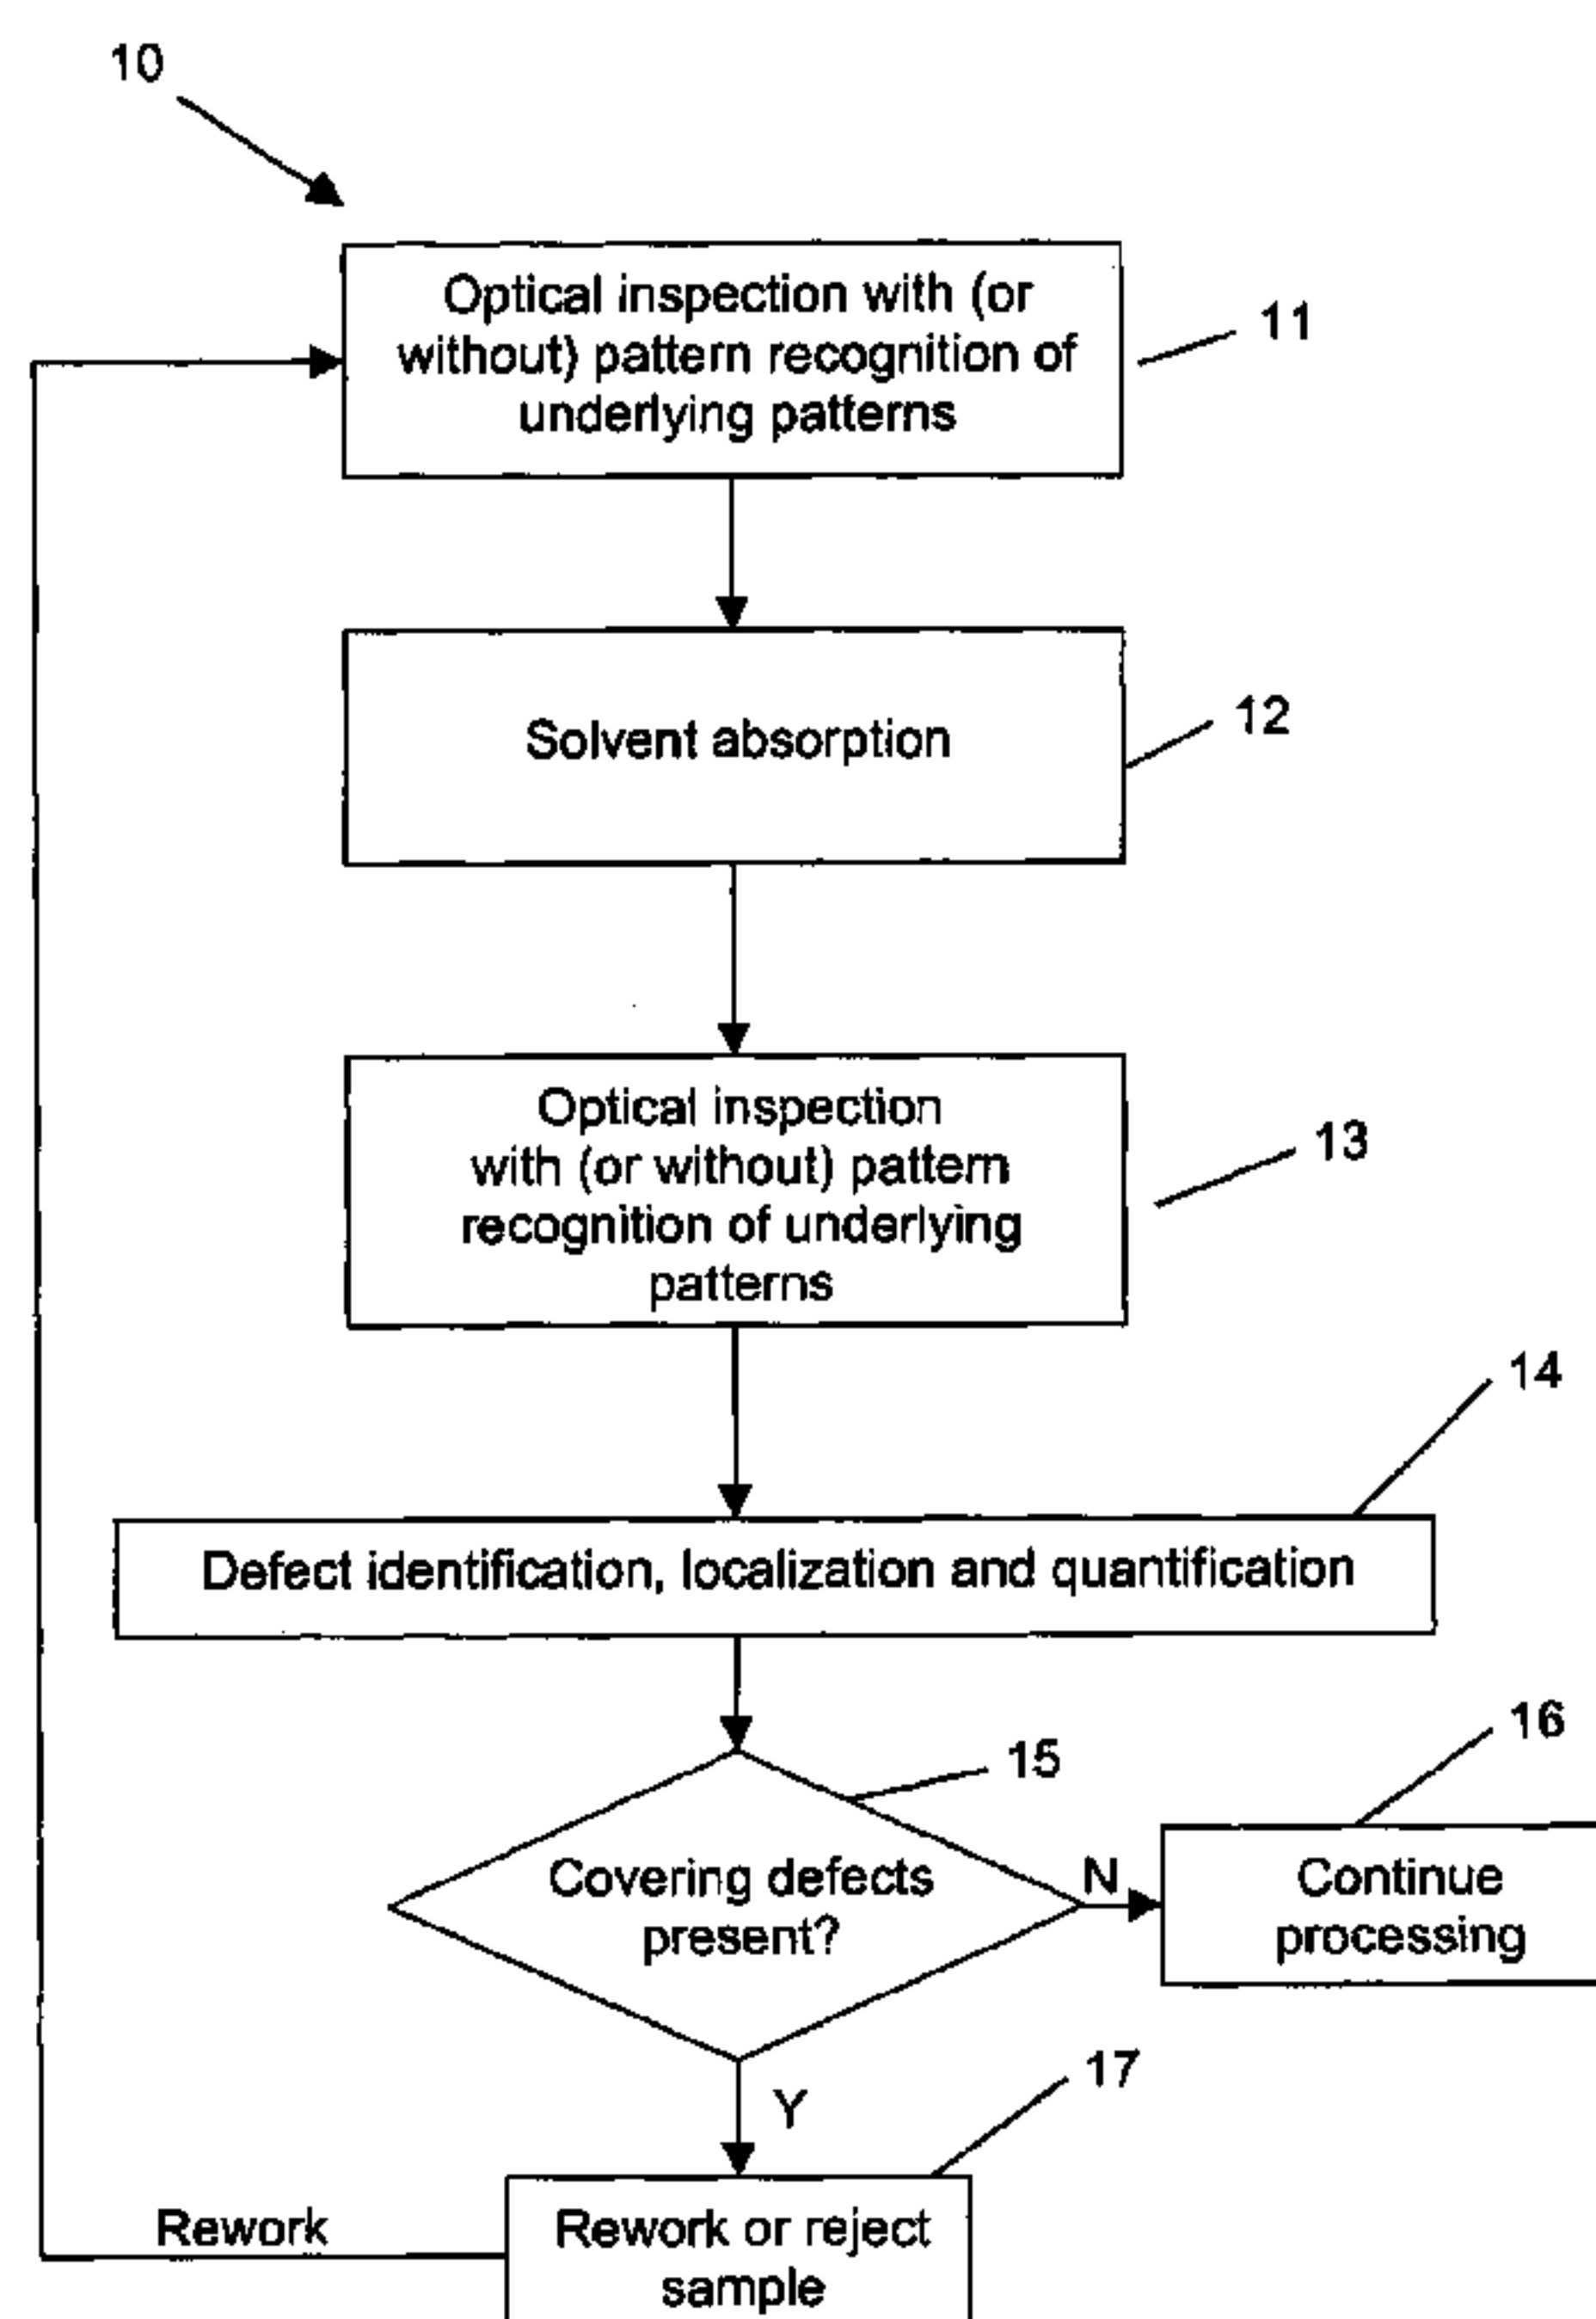 10
Optical inspection with (or
without) pattern recognition of
underlying patterns
11
Solvent absorption
12
Optical inspection
with (or without) pattern
recognition of underlying
patterns
13
14
Defect identification, localization and quantification
15
16
Covering defects
present?
N
Continue
processing
Y
17
Rework
Rework or reject
sample